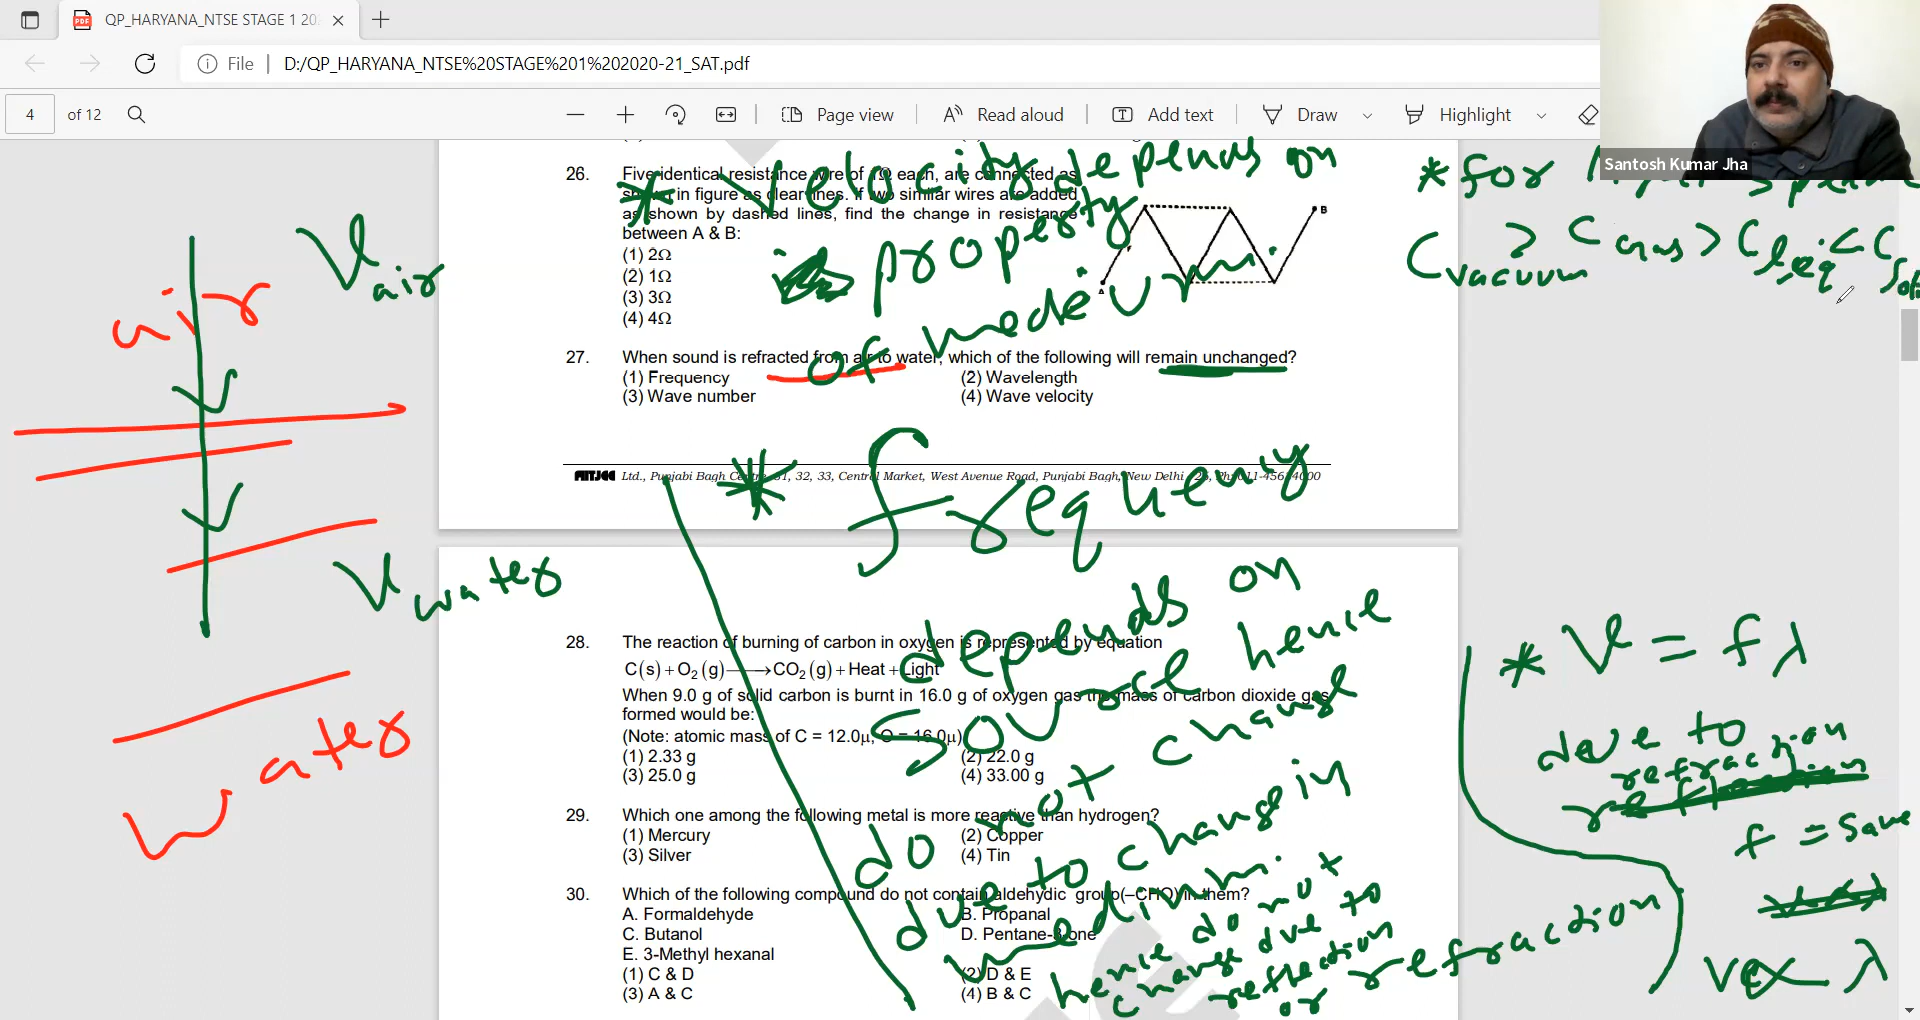 QP_HARYANA_NTSE STAGE 1 20
File
D:/QP_HARYANA_NTSE%20STAGE%201%202020-21_SAT.pdf
4 of 12
Page view
Read aloud
Add text
Draw
Highlight
Santosh Kumar Jha
26. Five identical resistance wire of 1Ω each, are connected as
shown in figure as clear lines. If two similar wires are added
as shown by dashed lines, find the change in resistance
between A & B:
(1) 2Ω
(2) 1Ω
(3) 3Ω
(4) 4Ω
A
B
27. When sound is refracted from air to water, which of the following will remain unchanged?
(1) Frequency (2) Wavelength
(3) Wave number (4) Wave velocity
FIITJEE Ltd., Punjabi Bagh Centre, 31, 32, 33, Central Market, West Avenue Road, Punjabi Bagh, New Delhi - 26, Ph: 011-45634000
28. The reaction of burning of carbon in oxygen is represented by equation
C(s) + O₂(g) ⟶ CO₂(g) + Heat + Light
When 9.0 g of solid carbon is burnt in 16.0 g of oxygen gas the mass of carbon dioxide gas
formed would be:
(Note: atomic mass of C = 12.0μ, O = 16.0μ)
(1) 2.33 g (2) 22.0 g
(3) 25.0 g (4) 33.00 g
29. Which one among the following metal is more reactive than hydrogen?
(1) Mercury (2) Copper
(3) Silver (4) Tin
30. Which of the following compound do not contain aldehydic group(–CHO) in them?
A. Formaldehyde B. Propanal
C. Butanol D. Pentane-3-one
E. 3-Methyl hexanal
(1) C & D (2) D & E
(3) A & C (4) B & C
air
V air
V water
water
* Velocity depends on
property
of medium
* frequency
depends on
source hence
do not change
due to change in
medium
hence do not
change due to
reflection
or refraction
* for
C vacuum > C gas > C liq < C
* V = fλ
due to
refraction
f = same
V ∝ λ